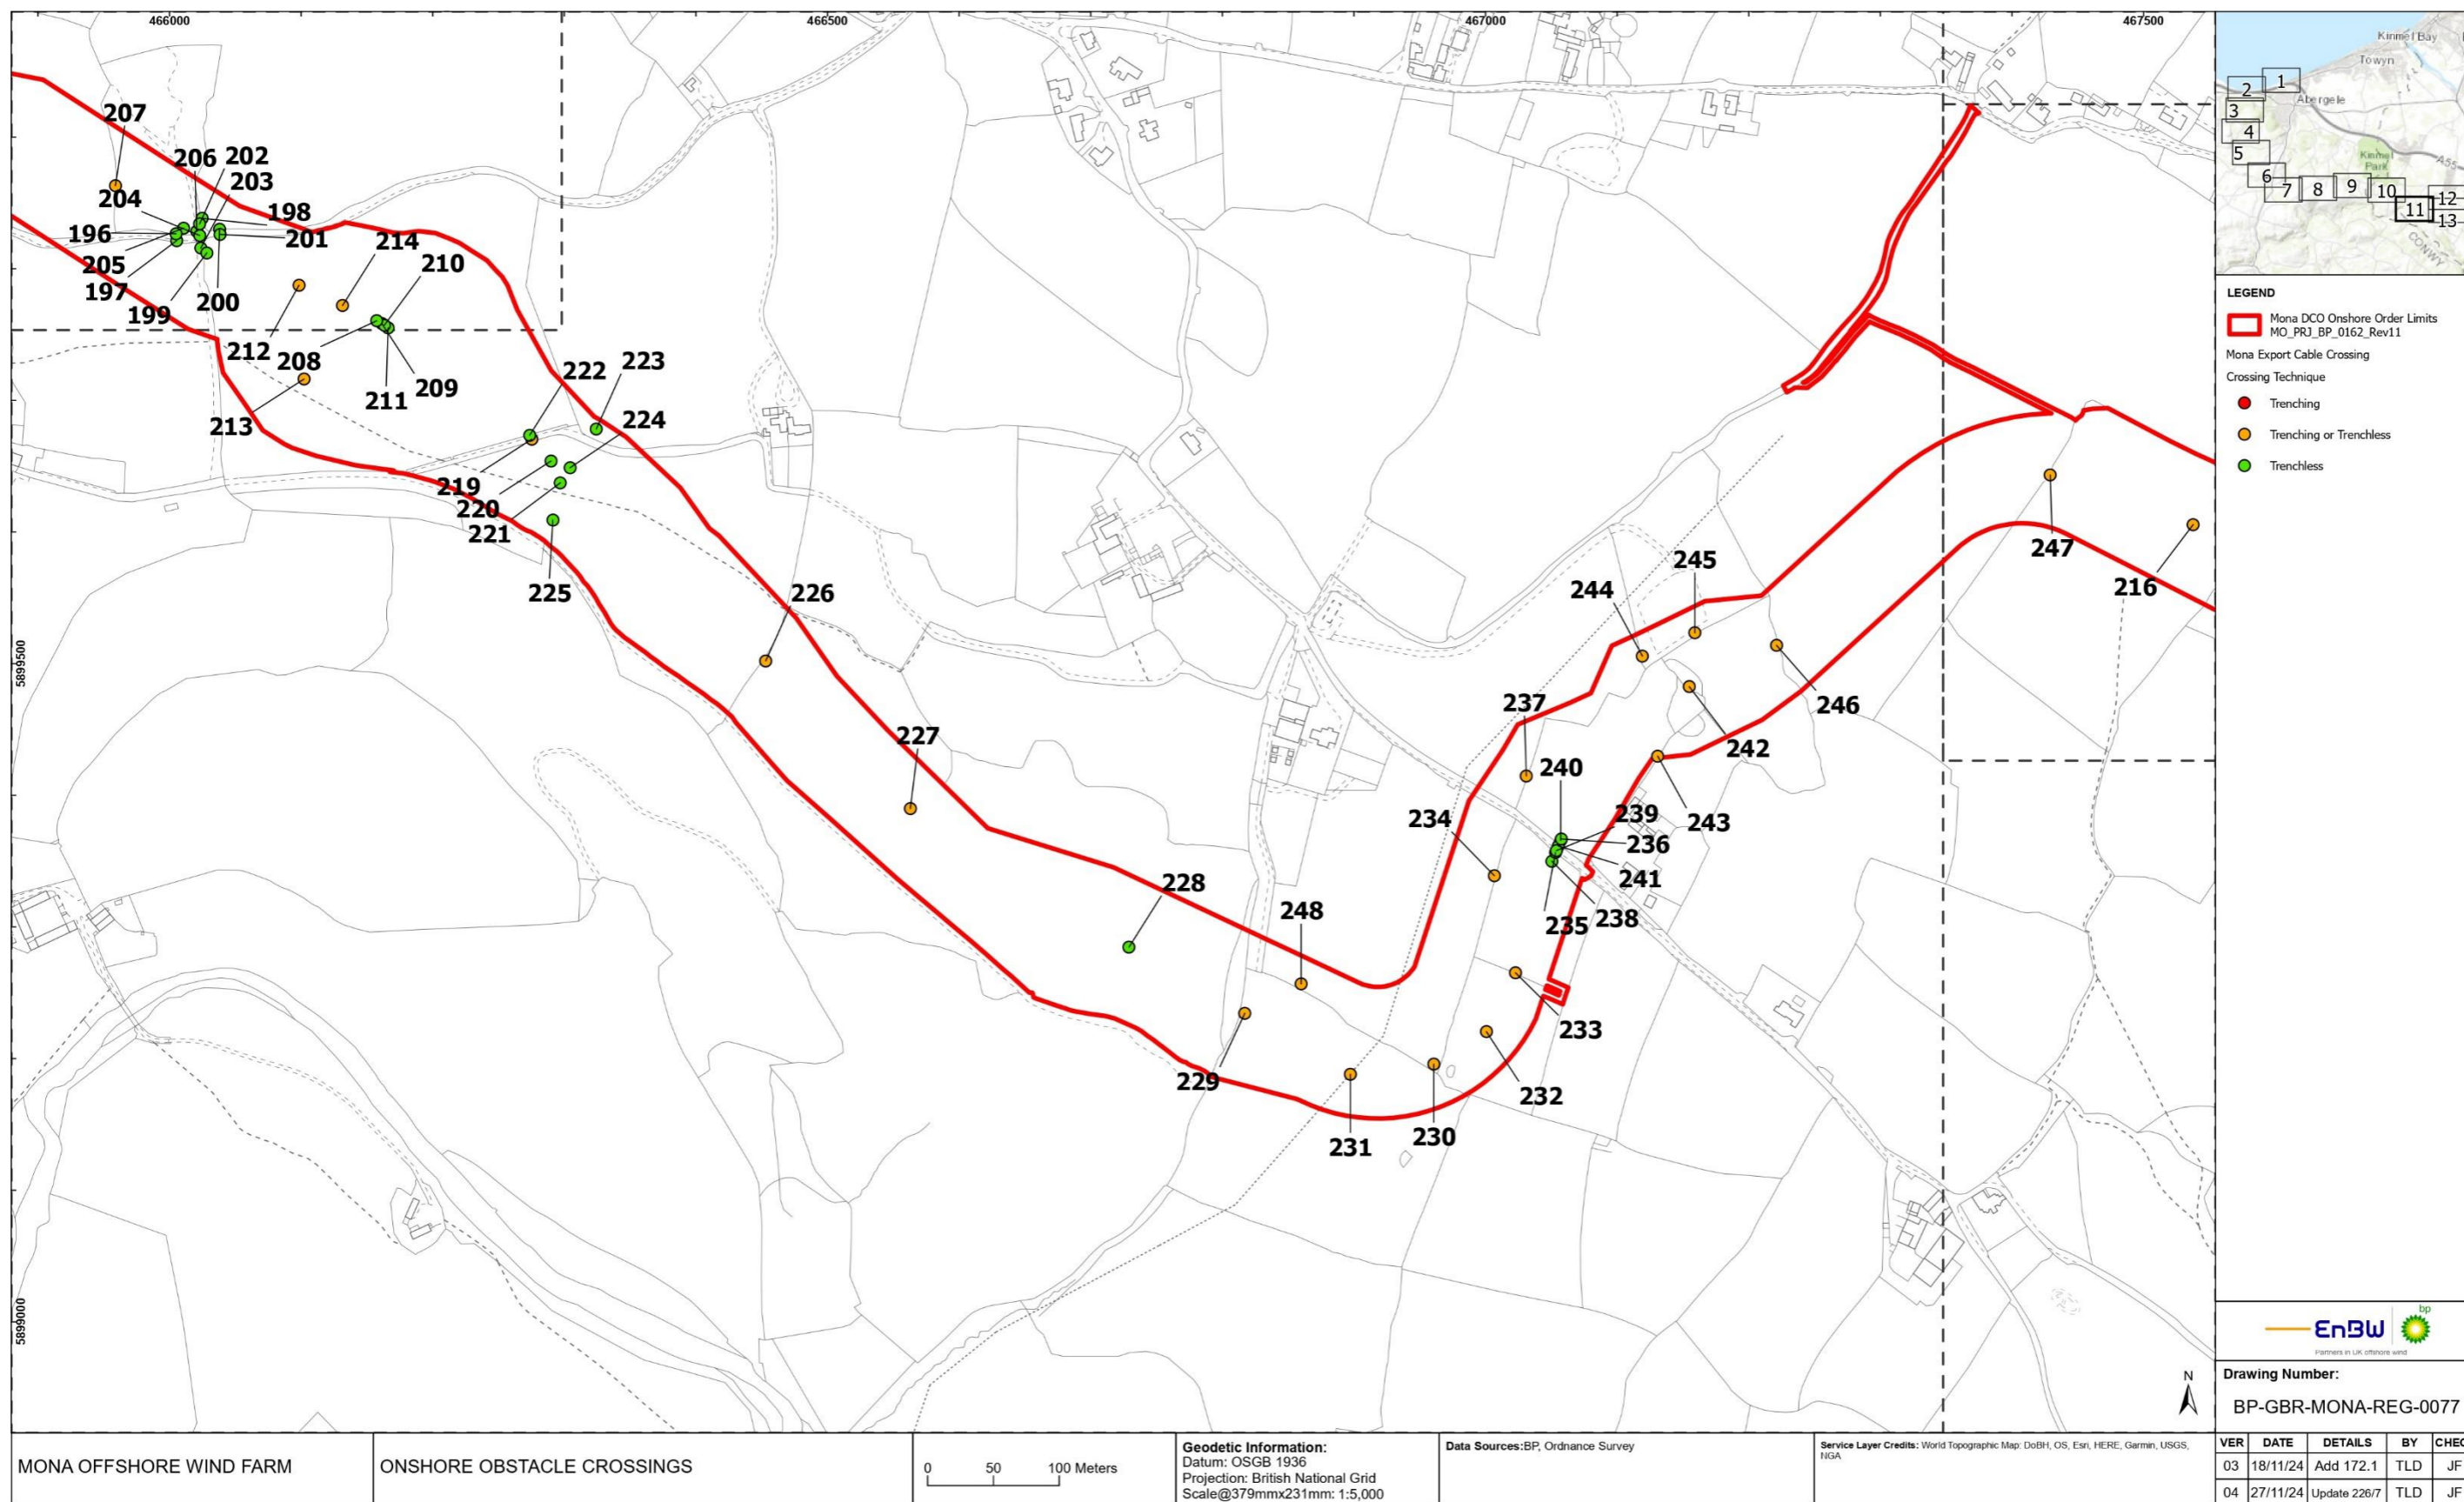 466000
466500
467000
467500
5899500
5899000
207
206
202
203
204
198
196
201
214
205
210
197
200
199
212
208
211
209
213
222
223
224
219
220
221
225
226
227
228
248
229
231
230
232
233
234
237
240
239
236
241
235
238
243
242
244
245
246
247
216
Kinmel Bay
Towyn
Abergele
Kinmel
Park
A55
CONWY
1
2
3
4
5
6
7
8
9
10
11
12
13
LEGEND
Mona DCO Onshore Order Limits
MO_PRJ_BP_0162_Rev11
Mona Export Cable Crossing
Crossing Technique
Trenching
Trenching or Trenchless
Trenchless
EnBW
bp
Partners in UK offshore wind
N
Drawing Number:
BP-GBR-MONA-REG-0077
MONA OFFSHORE WIND FARM
ONSHORE OBSTACLE CROSSINGS
0 50 100 Meters
Geodetic Information:
Datum: OSGB 1936
Projection: British National Grid
Scale@379mmx231mm: 1:5,000
Data Sources:BP, Ordnance Survey
Service Layer Credits: World Topographic Map: DoBH, OS, Esri, HERE, Garmin, USGS,
NGA
VER DATE DETAILS BY CHEC
03 18/11/24 Add 172.1 TLD JF
04 27/11/24 Update 226/7 TLD JF